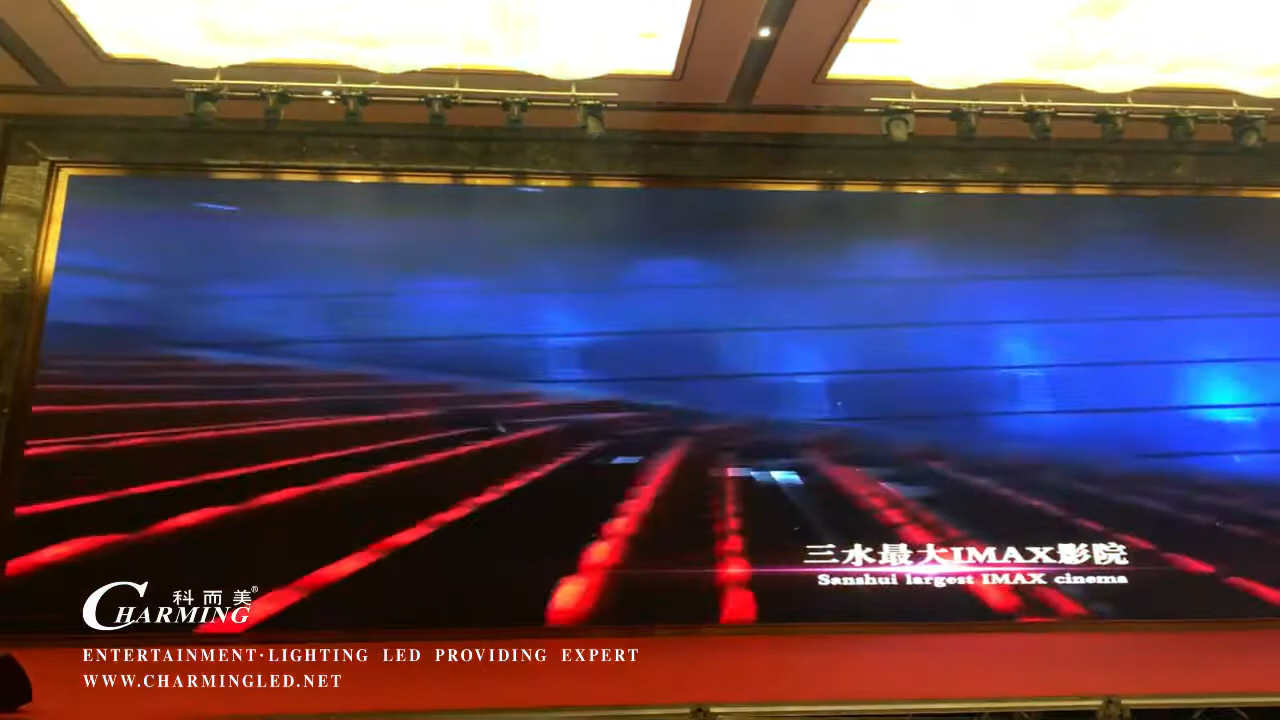 三水最大IMAX影院
Sanshui largest IMAX cinema
科而美®
CHARMING
ENTERTAINMENT·LIGHTING LED PROVIDING EXPERT
WWW.CHARMINGLED.NET